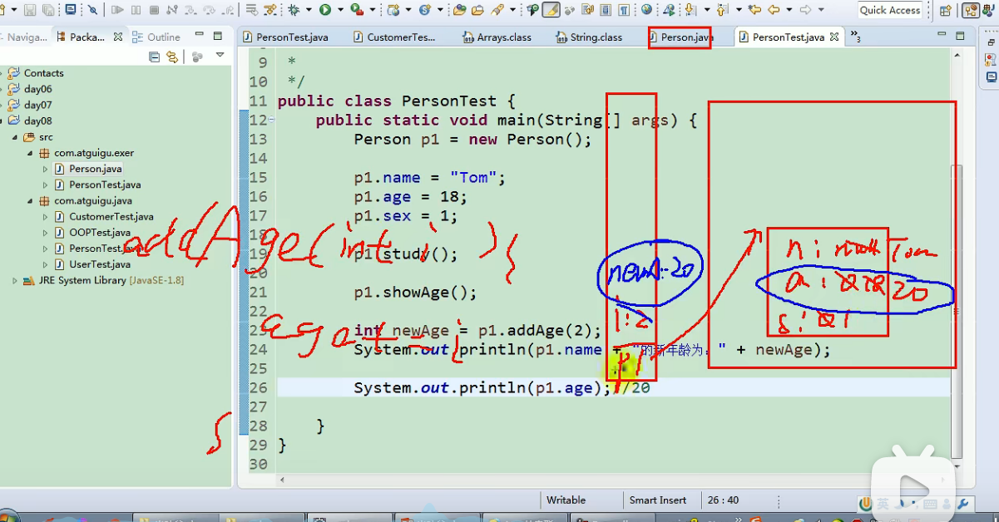 Quick Access
Naviga...
Packa...
Outline
PersonTest.java
CustomerTes...
Arrays.class
String.class
Person.java
PersonTest.java
3
Contacts
day06
day07
day08
src
com.atguigu.exer
Person.java
PersonTest.java
com.atguigu.java
CustomerTest.java
OOPTest.java
PersonTest.java
UserTest.java
JRE System Library [JavaSE-1.8]
9 *
10 */
11 public class PersonTest {
12 public static void main(String[] args) {
13 Person p1 = new Person();
14
15 p1.name = "Tom";
16 p1.age = 18;
17 p1.sex = 1;
18
19 p1.study();
20
21 p1.showAge();
22
23 int newAge = p1.addAge(2);
24 System.out.println(p1.name + "的新年龄为:" + newAge);
25
26 System.out.println(p1.age);//20
27
28 }
29 }
30
addAge(int i ){
age += i
newA:20
i:2
p1
n: null Tom
a: 20
s: 1
Writable
Smart Insert
26 : 40
英